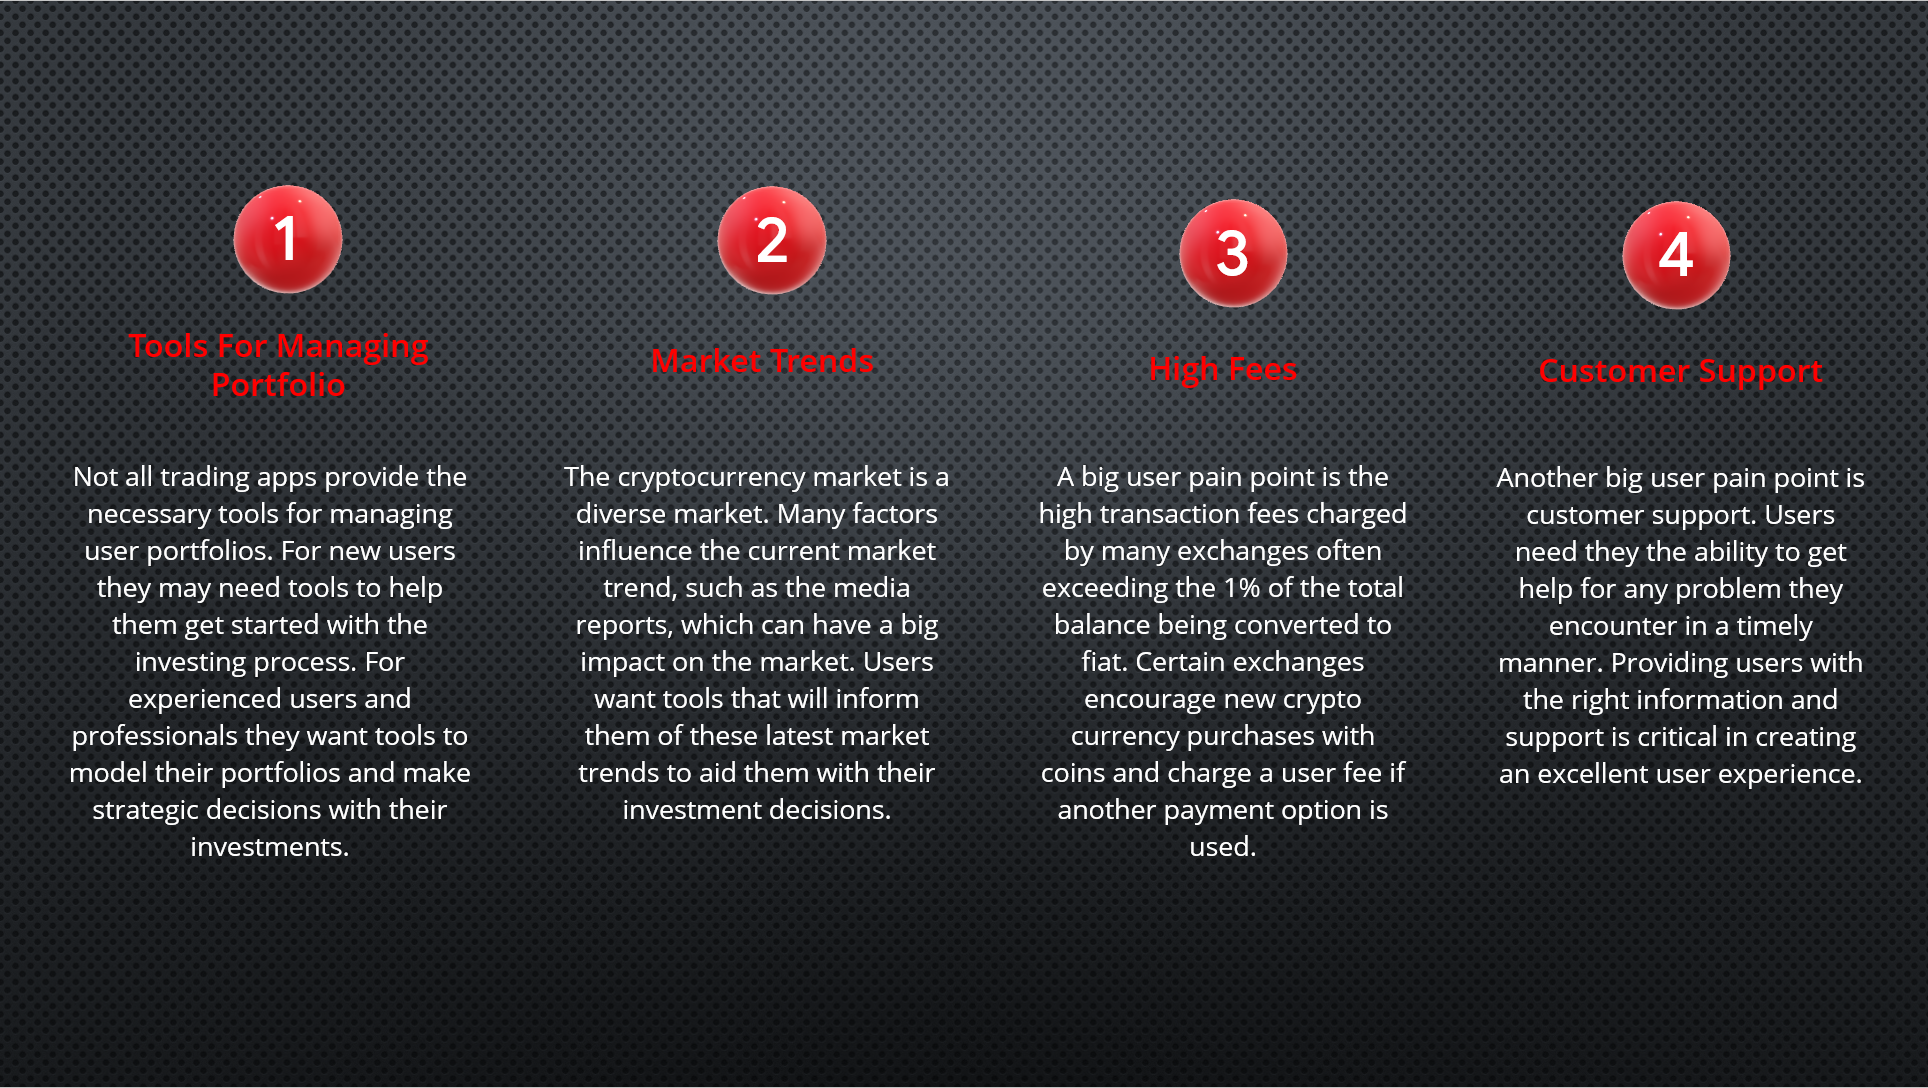 1
Tools For Managing
Portfolio
Not all trading apps provide the
necessary tools for managing
user portfolios. For new users
they may need tools to help
them get started with the
investing process. For
experienced users and
professionals they want tools to
model their portfolios and make
strategic decisions with their
investments.
2
Market Trends
The cryptocurrency market is a
diverse market. Many factors
influence the current market
trend, such as the media
reports, which can have a big
impact on the market. Users
want tools that will inform
them of these latest market
trends to aid them with their
investment decisions.
3
High Fees
A big user pain point is the
high transaction fees charged
by many exchanges often
exceeding the 1% of the total
balance being converted to
fiat. Certain exchanges
encourage new crypto
currency purchases with
coins and charge a user fee if
another payment option is
used.
4
Customer Support
Another big user pain point is
customer support. Users
need they the ability to get
help for any problem they
encounter in a timely
manner. Providing users with
the right information and
support is critical in creating
an excellent user experience.